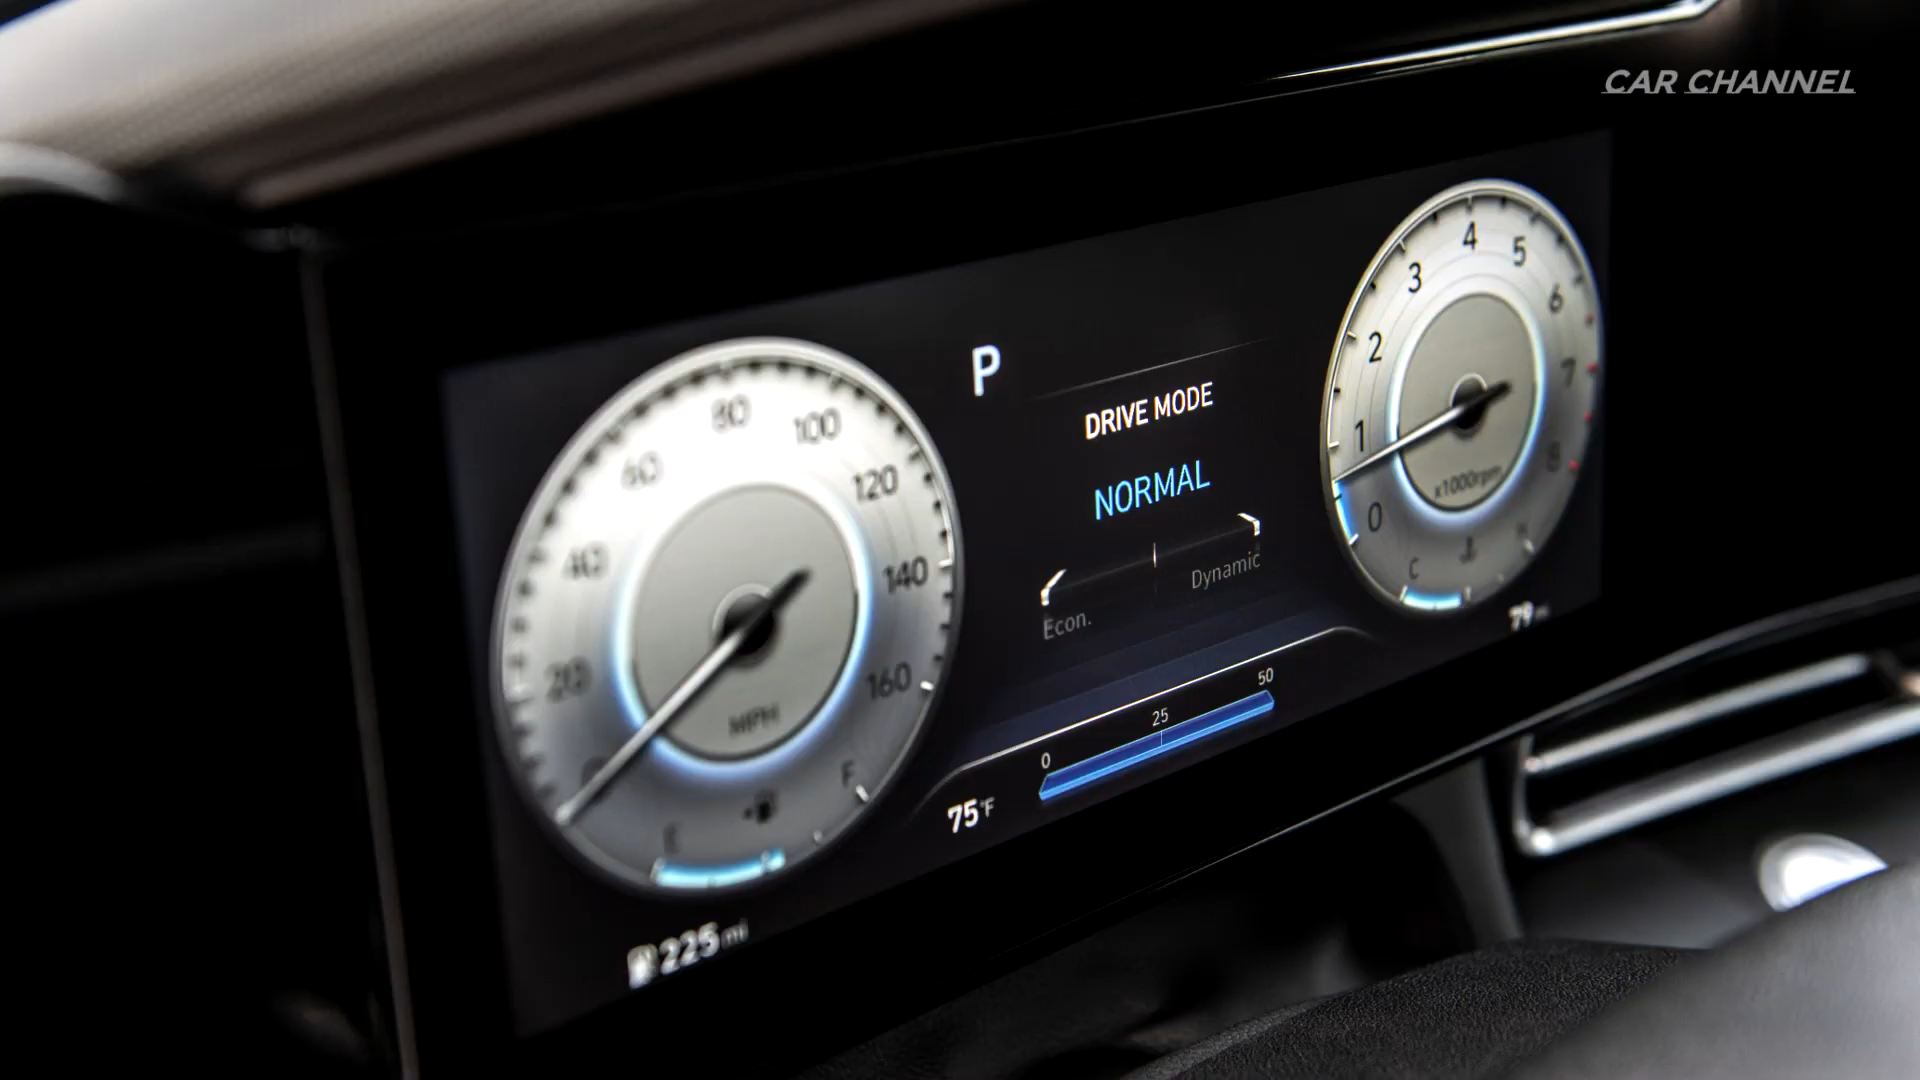 CAR CHANNEL
P
DRIVE MODE
NORMAL
Econ.
Dynamic
0
25
50
75°F
20
40
60
80
100
120
140
160
MPH
E
F
225 mi
0
1
2
3
4
5
6
7
8
x1000rpm
C
H
79 mi